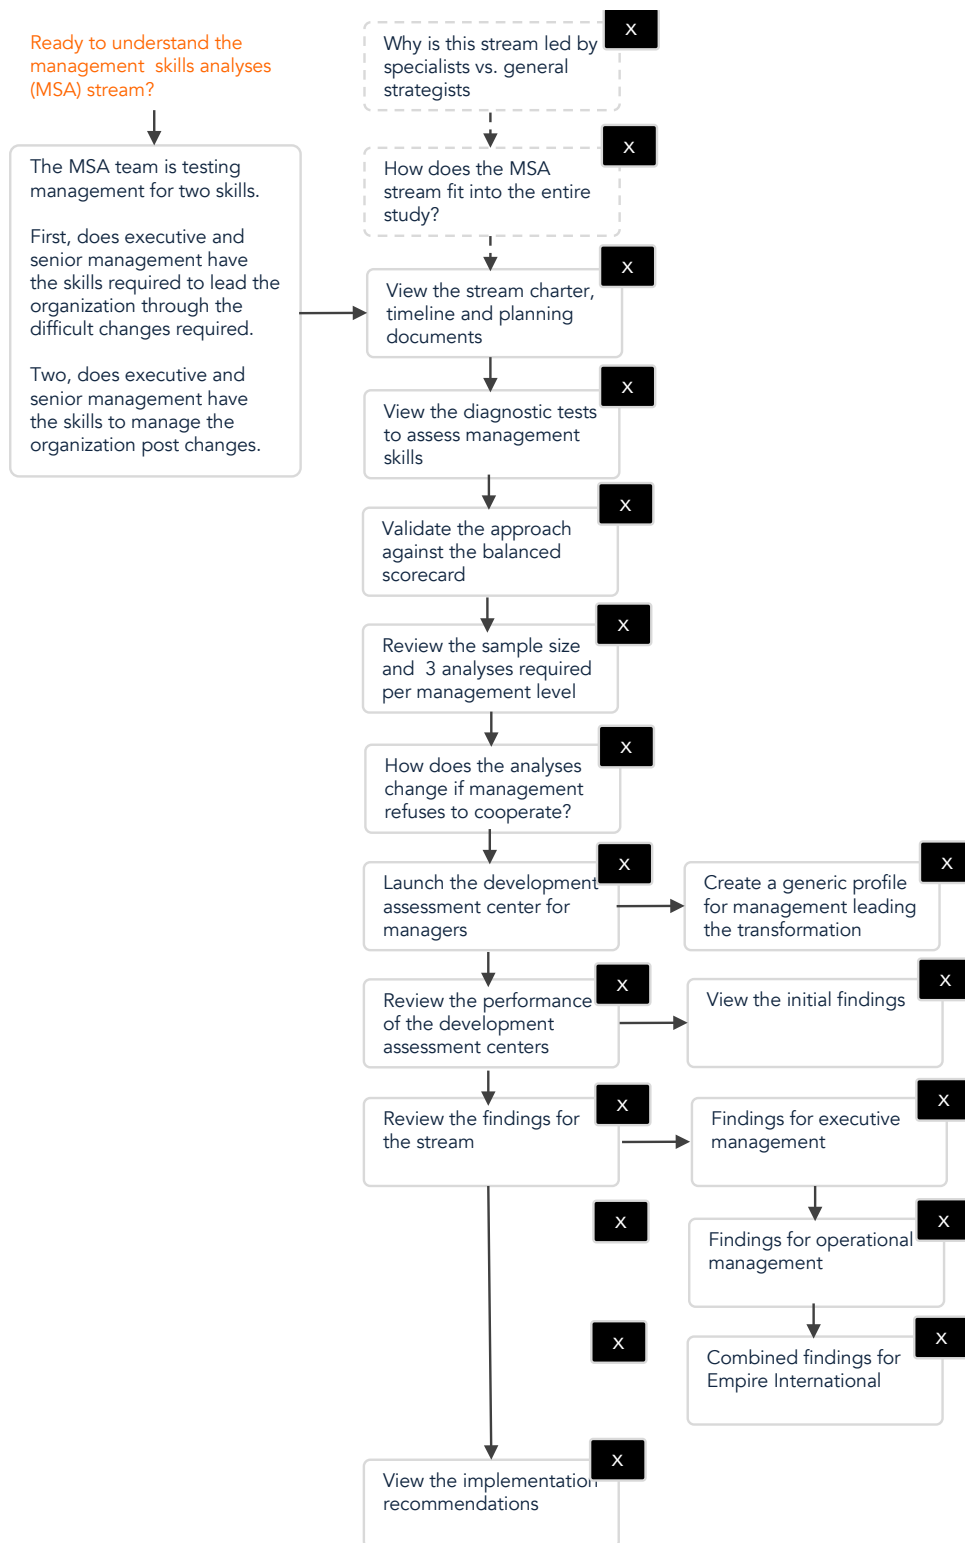 Ready to understand the
management  skills analyses
(MSA) stream?
The MSA team is testing
management for two skills.
First, does executive and
senior management have
the skills required to lead the
organization through the
difficult changes required.
Two, does executive and
senior management have
the skills to manage the
organization post changes.
X
Why is this stream led by
specialists vs. general
strategists
X
How does the MSA
stream fit into the entire
study?
X
View the stream charter,
timeline and planning
documents
X
View the diagnostic tests
to assess management
skills
X
Validate the approach
against the balanced
scorecard
X
Review the sample size
and  3 analyses required
per management level
X
How does the analyses
change if management
refuses to cooperate?
X
Launch the development
assessment center for
managers
X
Create a generic profile
for management leading
the transformation
X
Review the performance
of the development
assessment centers
X
View the initial findings
X
Review the findings for
the stream
X
Findings for executive
management
X
X
Findings for operational
management
X
X
Combined findings for
Empire International
X
View the implementation
recommendations